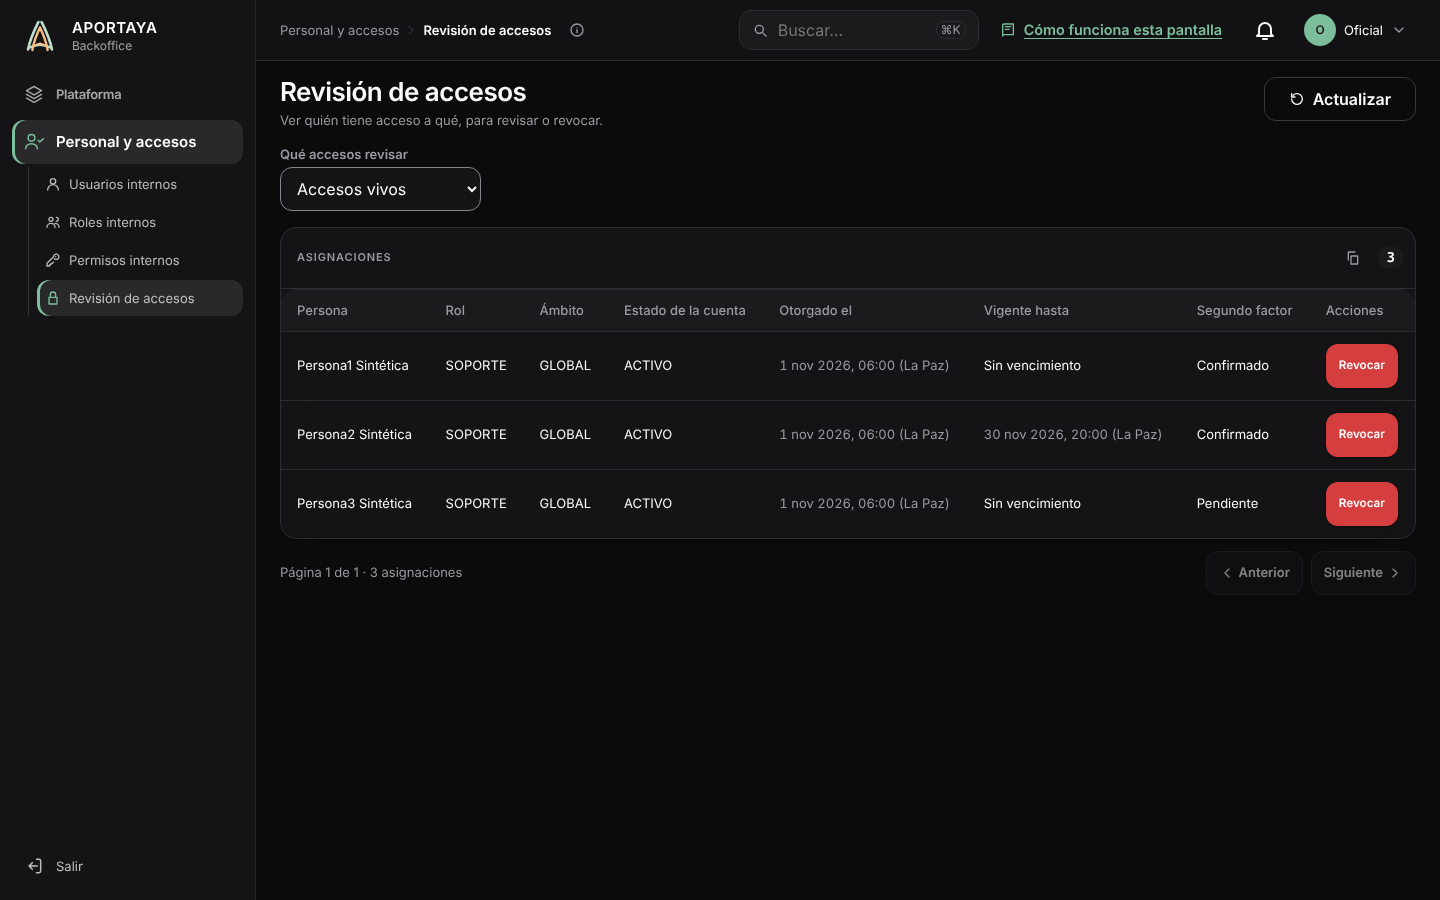 APORTAYA
Backoffice
Plataforma
Personal y accesos
Usuarios internos
Roles internos
Permisos internos
Revisión de accesos
Salir
Personal y accesos > Revisión de accesos
Buscar...
⌘K
Cómo funciona esta pantalla
O
Oficial
Revisión de accesos
Ver quién tiene acceso a qué, para revisar o revocar.
Actualizar
Qué accesos revisar
Accesos vivos
ASIGNACIONES
3
Persona Rol Ámbito Estado de la cuenta Otorgado el Vigente hasta Segundo factor Acciones
Persona1 Sintética SOPORTE GLOBAL ACTIVO 1 nov 2026, 06:00 (La Paz) Sin vencimiento Confirmado Revocar
Persona2 Sintética SOPORTE GLOBAL ACTIVO 1 nov 2026, 06:00 (La Paz) 30 nov 2026, 20:00 (La Paz) Confirmado Revocar
Persona3 Sintética SOPORTE GLOBAL ACTIVO 1 nov 2026, 06:00 (La Paz) Sin vencimiento Pendiente Revocar
Página 1 de 1 · 3 asignaciones
Anterior
Siguiente